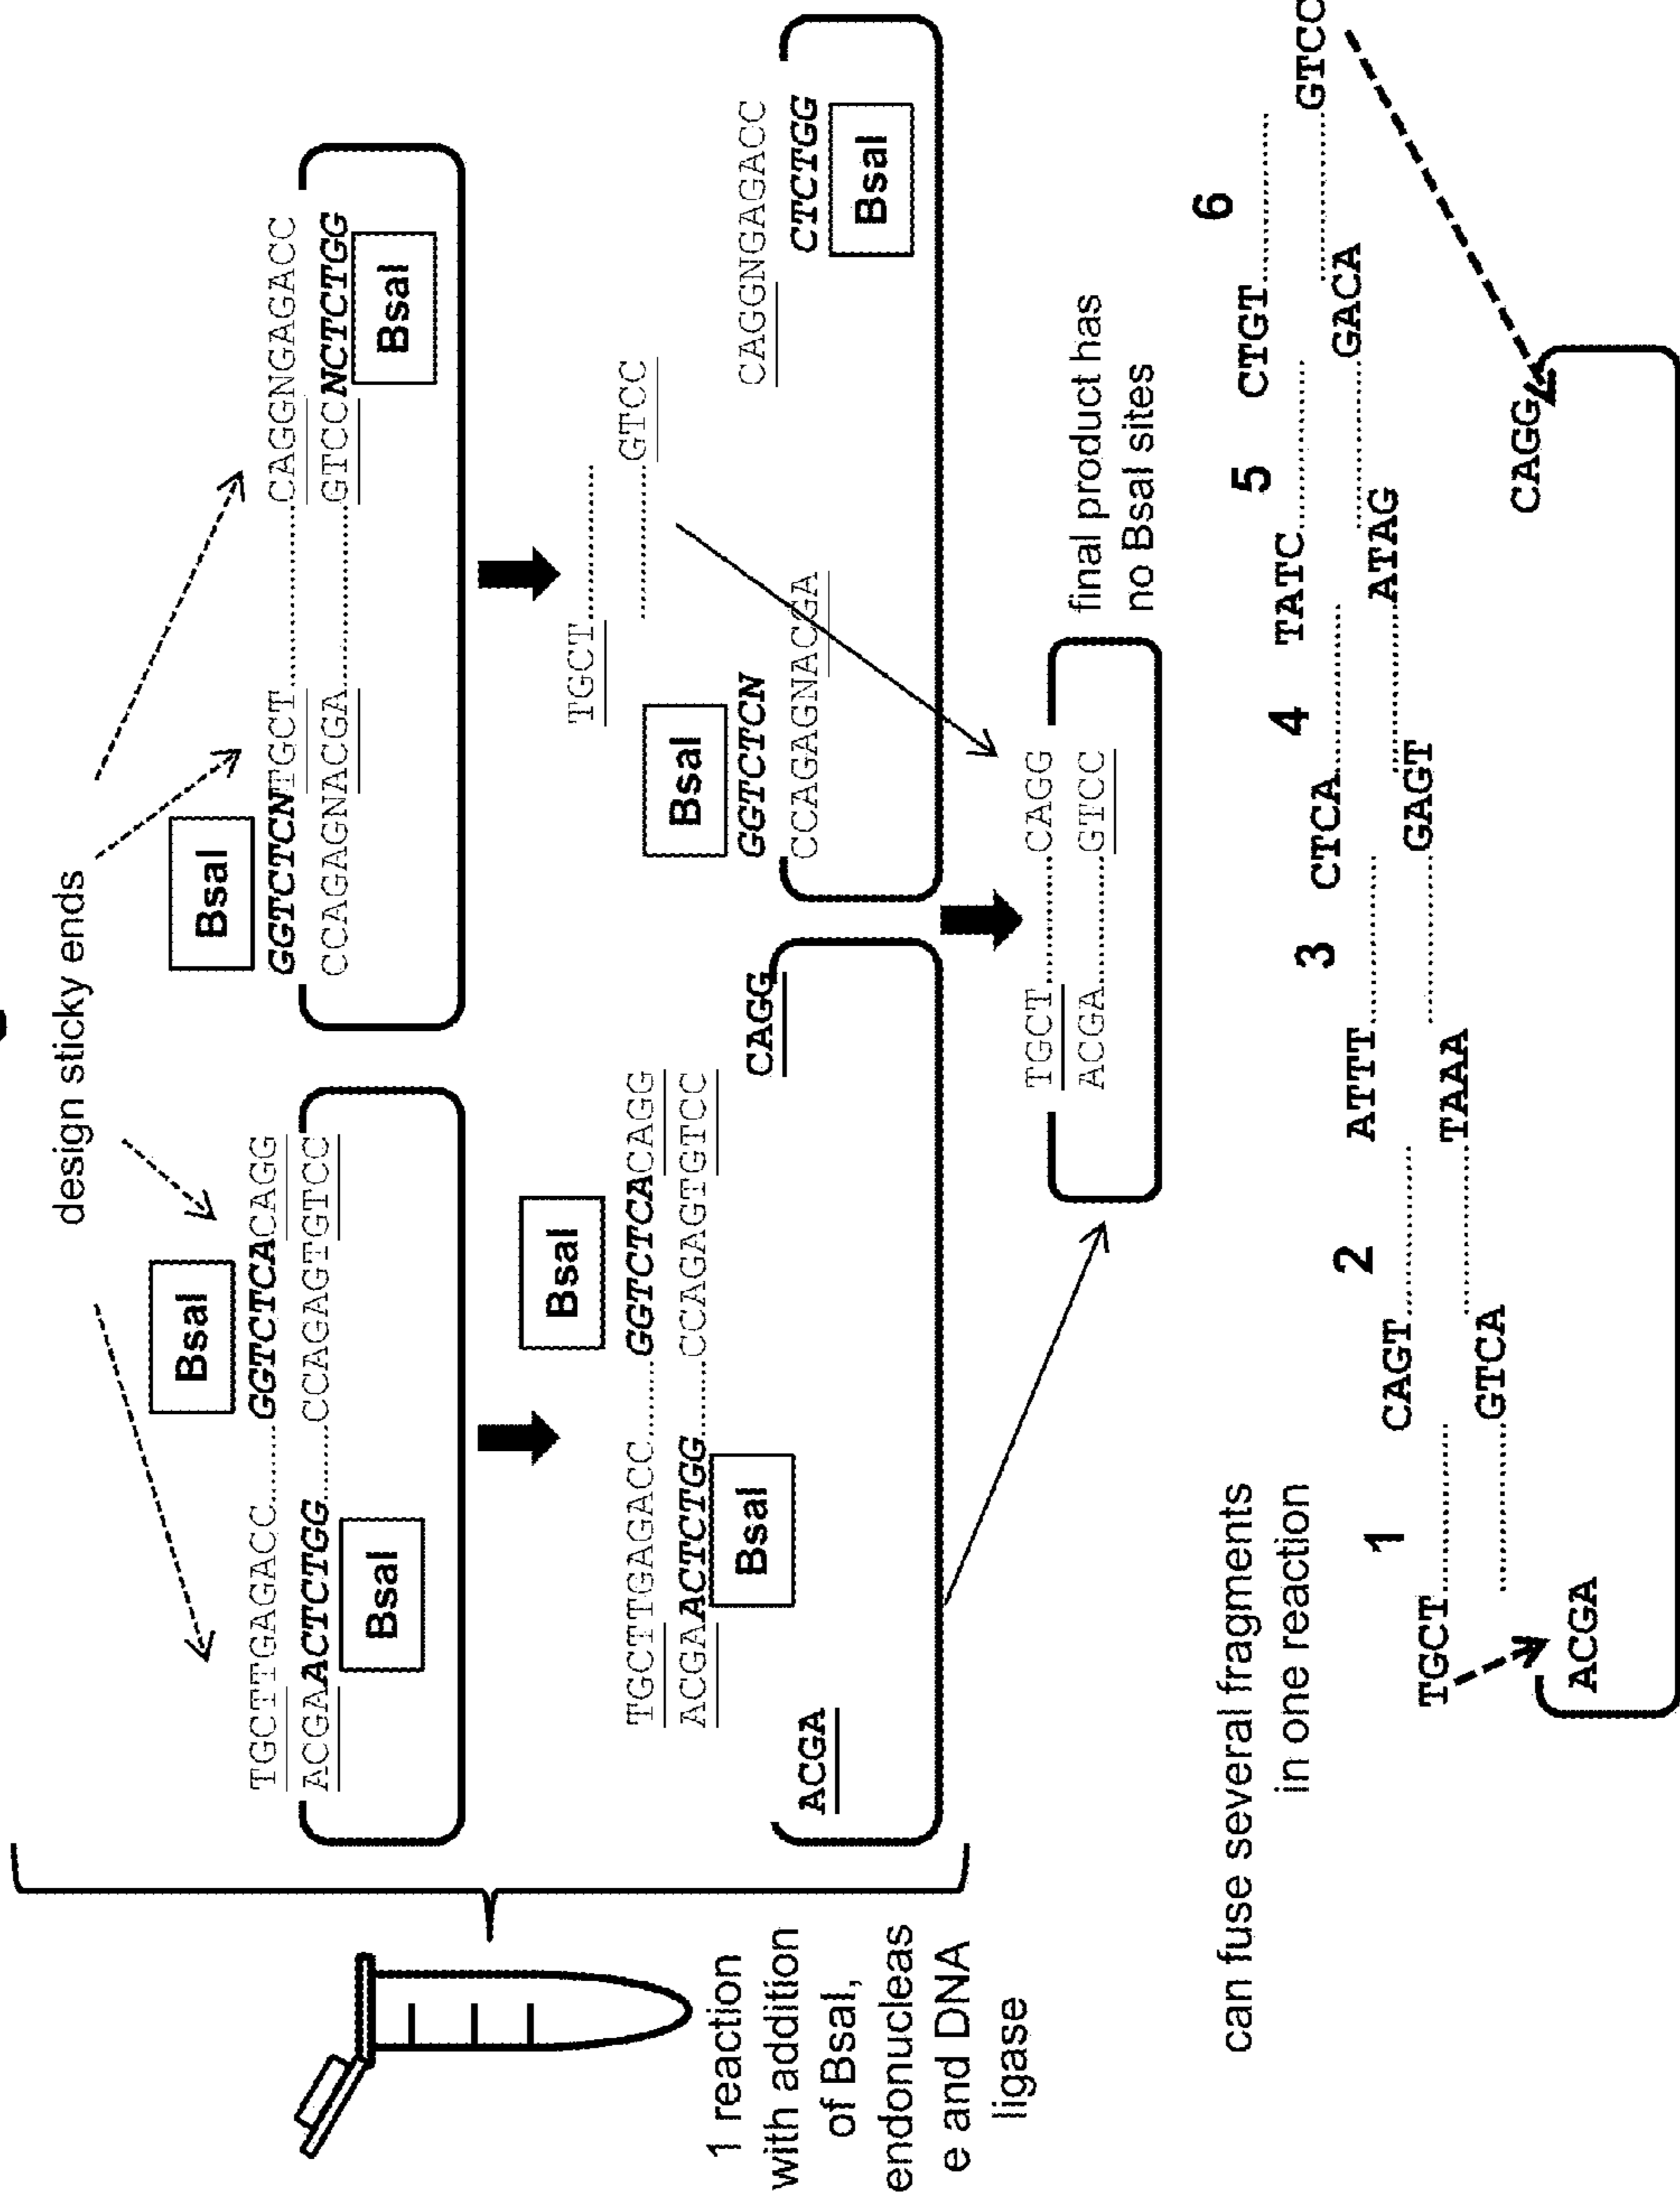 design sticky ends
BsaI
BsaI
TGCTTGAGACC........GGTCTCACAGG
GGTCTCNTGCT..............CAGGNGAGACC
ACGAACTCTGG........CCAGAGTGTCC
CCAGAGNACGA..............GTCCNCTCTGG
BsaI
BsaI
1 reaction
with addition
of BsaI,
endonucleas
e and DNA
ligase
BsaI
TGCTTGAGACC........GGTCTCACAGG
ACGAACTCTGG........CCAGAGTGTCC
BsaI
ACGA
CAGG
TGCT..............
..............GTCC
BsaI
GGTCTCN
CCAGAGNACGA
CAGGNGAGACC
CTCTGG
BsaI
TGCT..............CAGG
ACGA..............GTCC
final product has
no BsaI sites
can fuse several fragments
in one reaction
1 2 3 4 5 6
TGCT CAGT ATTT CTCA TATC CTGT
GTCA TAAA GAGT ATAG GACA GTCC
ACGA CAGG